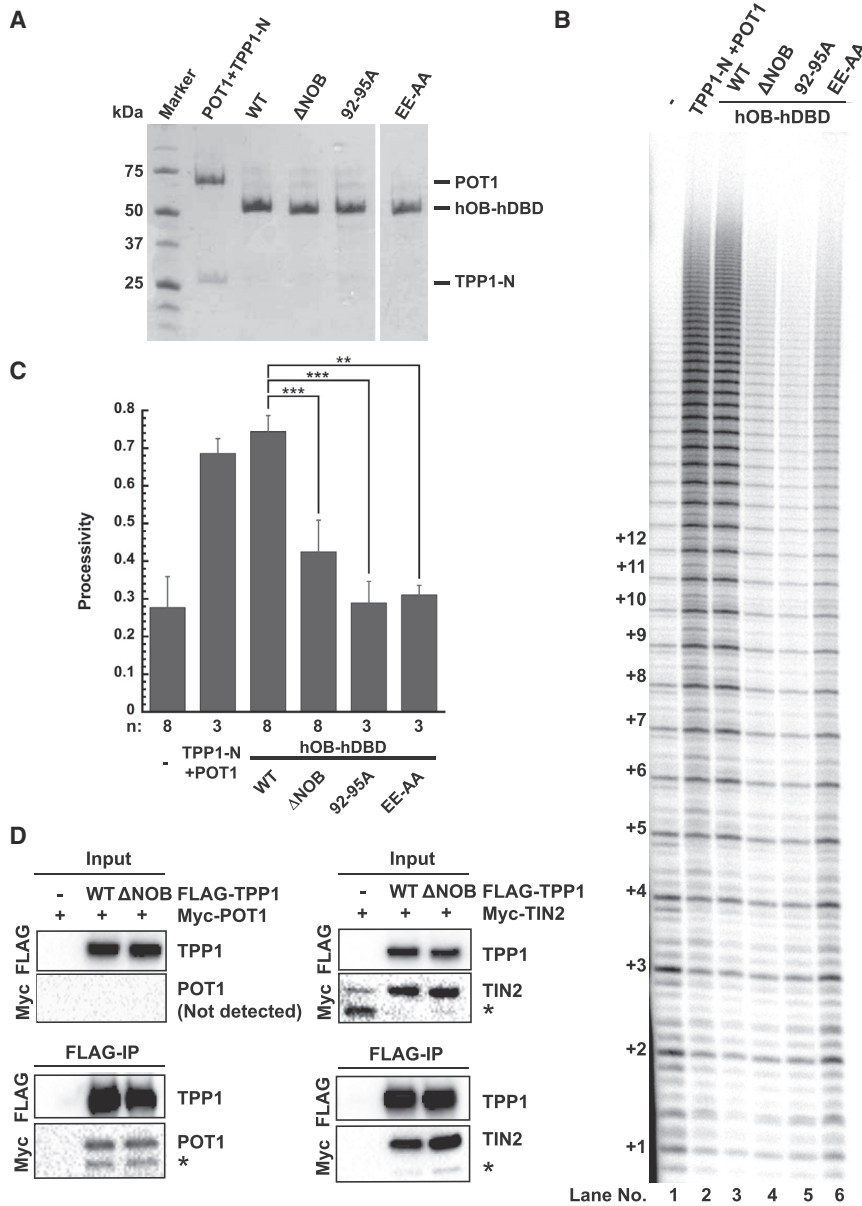 A
kDa
Marker
POT1+TPP1-N
WT
ΔNOB
92-95A
EE-AA
75
50
37
25
POT1
hOB-hDBD
TPP1-N
B
-
TPP1-N +POT1
WT
ΔNOB
92-95A
EE-AA
hOB-hDBD
+12
+11
+10
+9
+8
+7
+6
+5
+4
+3
+2
+1
Lane No. 1 2 3 4 5 6
C
**
***
***
Processivity
0.8
0.7
0.6
0.5
0.4
0.3
0.2
0.1
0
n: 8 3 8 8 3 3
-
TPP1-N
+POT1
hOB-hDBD
WT
ΔNOB
92-95A
EE-AA
D
Input
- WT ΔNOB FLAG-TPP1
+ + + Myc-POT1
FLAG
TPP1
Myc
POT1
(Not detected)
FLAG-IP
FLAG
TPP1
Myc
POT1
*
Input
- WT ΔNOB FLAG-TPP1
+ + + Myc-TIN2
FLAG
TPP1
Myc
TIN2
*
FLAG-IP
FLAG
TPP1
Myc
TIN2
*